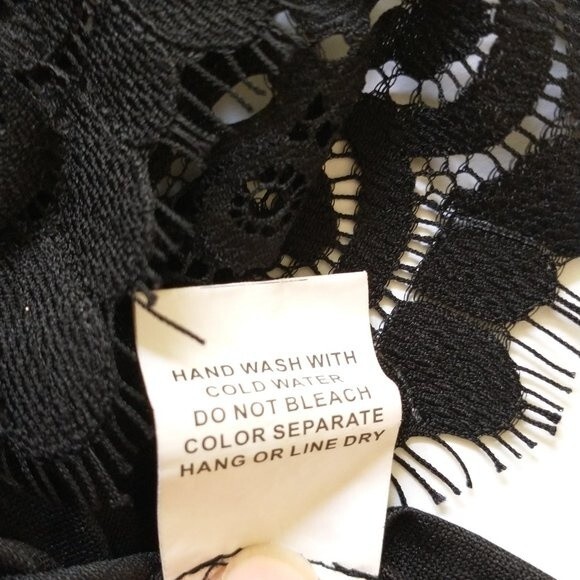 HAND WASH WITH
COLD WATER
DO NOT BLEACH
COLOR SEPARATE
HANG OR LINE DRY